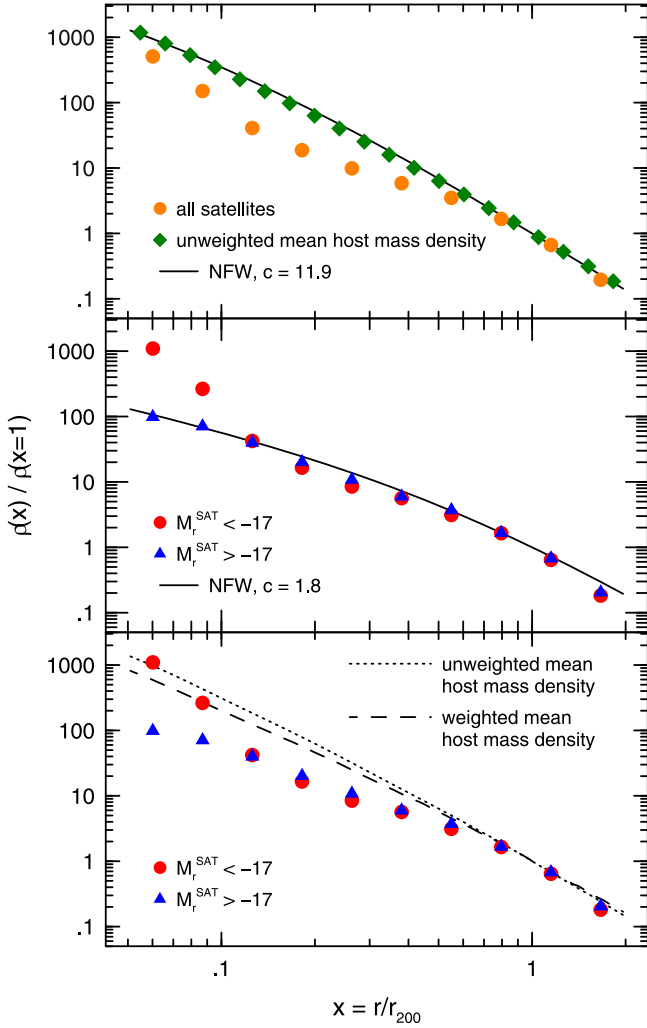 1000
100
10
1
.1
all satellites
unweighted mean host mass density
NFW, c = 11.9
ρ(x) / ρ(x=1)
1000
100
10
1
.1
M_r^SAT < −17
M_r^SAT > −17
NFW, c = 1.8
1000
100
10
1
.1
unweighted mean
host mass density
weighted mean
host mass density
M_r^SAT < −17
M_r^SAT > −17
.1 1
x = r/r_200